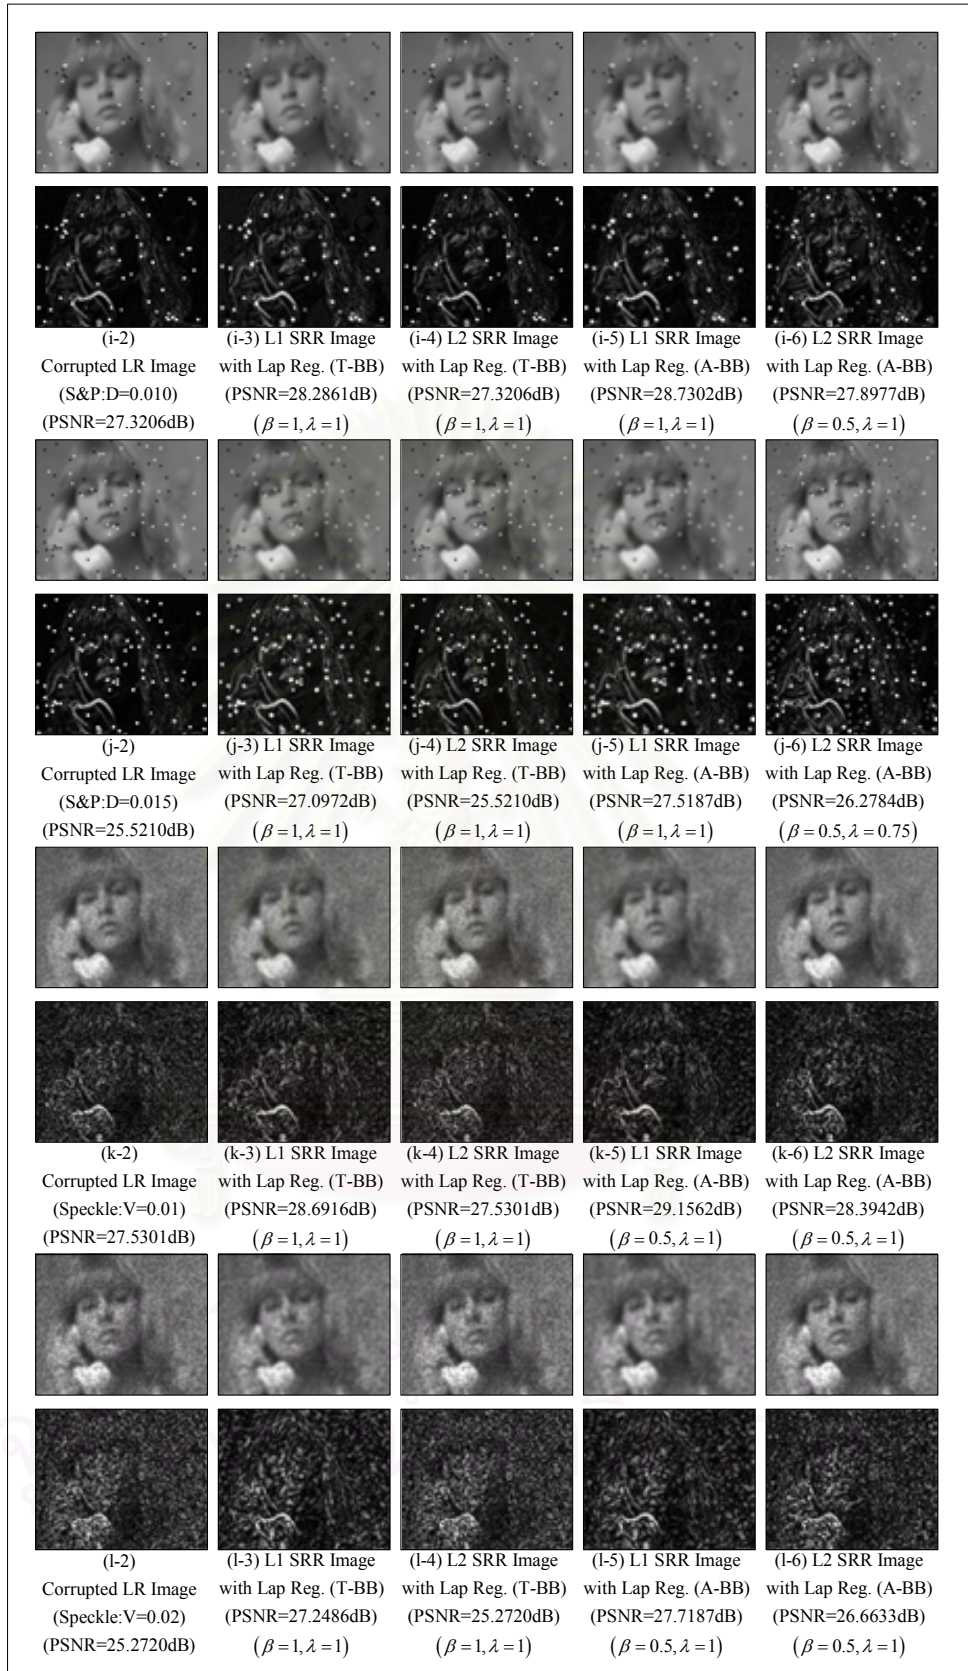 (i-2)
Corrupted LR Image
(S&P:D=0.010)
(PSNR=27.3206dB)
(i-3) L1 SRR Image
with Lap Reg. (T-BB)
(PSNR=28.2861dB)
(β = 1, λ = 1)
(i-4) L2 SRR Image
with Lap Reg. (T-BB)
(PSNR=27.3206dB)
(β = 1, λ = 1)
(i-5) L1 SRR Image
with Lap Reg. (A-BB)
(PSNR=28.7302dB)
(β = 1, λ = 1)
(i-6) L2 SRR Image
with Lap Reg. (A-BB)
(PSNR=27.8977dB)
(β = 0.5, λ = 1)
(j-2)
Corrupted LR Image
(S&P:D=0.015)
(PSNR=25.5210dB)
(j-3) L1 SRR Image
with Lap Reg. (T-BB)
(PSNR=27.0972dB)
(β = 1, λ = 1)
(j-4) L2 SRR Image
with Lap Reg. (T-BB)
(PSNR=25.5210dB)
(β = 1, λ = 1)
(j-5) L1 SRR Image
with Lap Reg. (A-BB)
(PSNR=27.5187dB)
(β = 1, λ = 1)
(j-6) L2 SRR Image
with Lap Reg. (A-BB)
(PSNR=26.2784dB)
(β = 0.5, λ = 0.75)
(k-2)
Corrupted LR Image
(Speckle:V=0.01)
(PSNR=27.5301dB)
(k-3) L1 SRR Image
with Lap Reg. (T-BB)
(PSNR=28.6916dB)
(β = 1, λ = 1)
(k-4) L2 SRR Image
with Lap Reg. (T-BB)
(PSNR=27.5301dB)
(β = 1, λ = 1)
(k-5) L1 SRR Image
with Lap Reg. (A-BB)
(PSNR=29.1562dB)
(β = 0.5, λ = 1)
(k-6) L2 SRR Image
with Lap Reg. (A-BB)
(PSNR=28.3942dB)
(β = 0.5, λ = 1)
(l-2)
Corrupted LR Image
(Speckle:V=0.02)
(PSNR=25.2720dB)
(l-3) L1 SRR Image
with Lap Reg. (T-BB)
(PSNR=27.2486dB)
(β = 1, λ = 1)
(l-4) L2 SRR Image
with Lap Reg. (T-BB)
(PSNR=25.2720dB)
(β = 1, λ = 1)
(l-5) L1 SRR Image
with Lap Reg. (A-BB)
(PSNR=27.7187dB)
(β = 0.5, λ = 1)
(l-6) L2 SRR Image
with Lap Reg. (A-BB)
(PSNR=26.6633dB)
(β = 0.5, λ = 1)